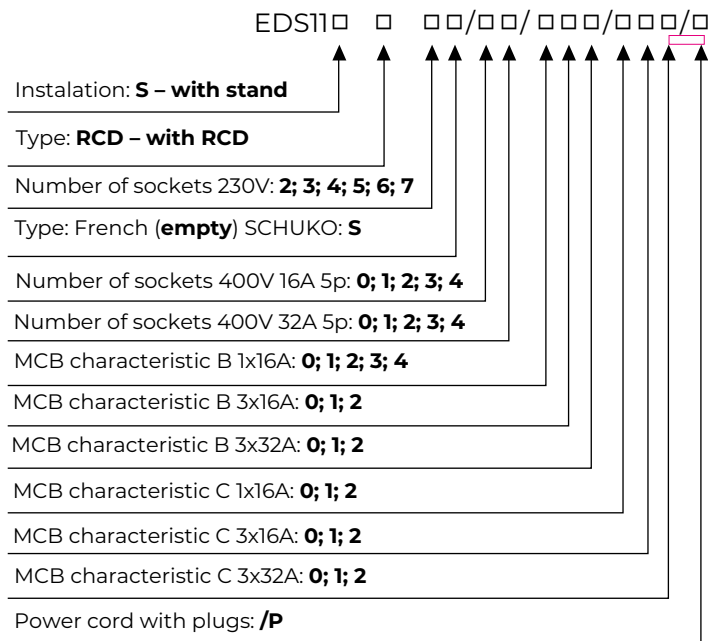 EDS11□ □ □□/□□/□□□/□□□/□
Instalation: S – with stand
Type: RCD – with RCD
Number of sockets 230V: 2; 3; 4; 5; 6; 7
Type: French (empty) SCHUKO: S
Number of sockets 400V 16A 5p: 0; 1; 2; 3; 4
Number of sockets 400V 32A 5p: 0; 1; 2; 3; 4
MCB characteristic B 1x16A: 0; 1; 2; 3; 4
MCB characteristic B 3x16A: 0; 1; 2
MCB characteristic B 3x32A: 0; 1; 2
MCB characteristic C 1x16A: 0; 1; 2
MCB characteristic C 3x16A: 0; 1; 2
MCB characteristic C 3x32A: 0; 1; 2
Power cord with plugs: /P